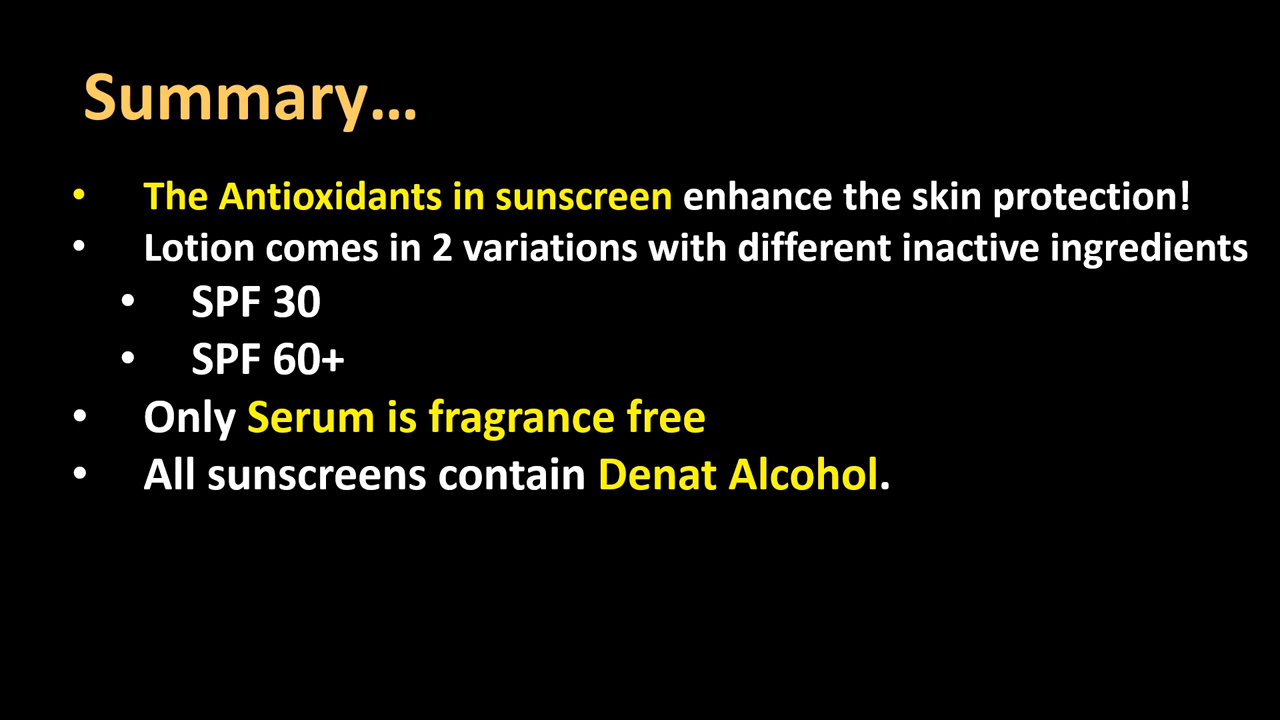 Summary...
• The Antioxidants in sunscreen enhance the skin protection!
• Lotion comes in 2 variations with different inactive ingredients
• SPF 30
• SPF 60+
• Only Serum is fragrance free
• All sunscreens contain Denat Alcohol.